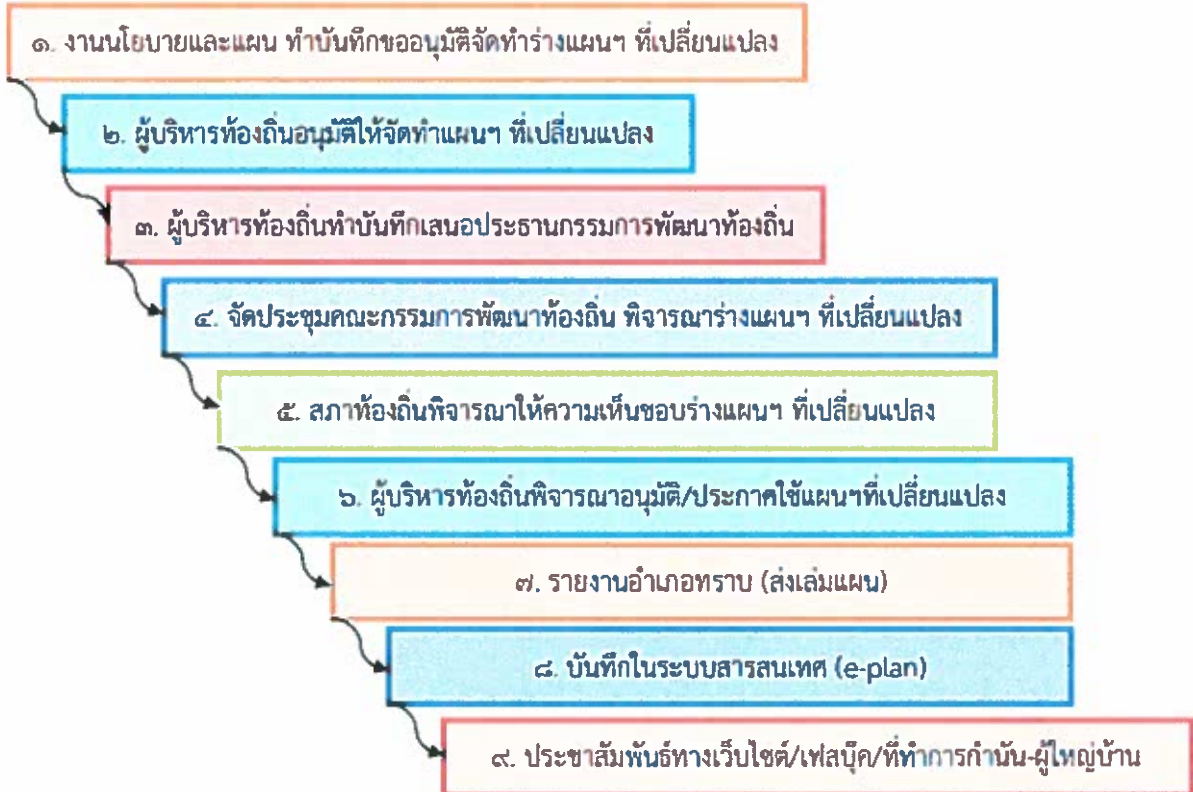 ๑. งานนโยบายและแผน ทำบันทึกขออนุมัติจัดทำร่างแผนฯ ที่เปลี่ยนแปลง
๒. ผู้บริหารท้องถิ่นอนุมัติให้จัดทำแผนฯ ที่เปลี่ยนแปลง
๓. ผู้บริหารท้องถิ่นทำบันทึกเสนอประธานกรรมการพัฒนาท้องถิ่น
๔. จัดประชุมคณะกรรมการพัฒนาท้องถิ่น พิจารณาร่างแผนฯ ที่เปลี่ยนแปลง
๕. สภาท้องถิ่นพิจารณาให้ความเห็นชอบร่างแผนฯ ที่เปลี่ยนแปลง
๖. ผู้บริหารท้องถิ่นพิจารณาอนุมัติ/ประกาศใช้แผนฯที่เปลี่ยนแปลง
๗. รายงานอำเภอทราบ (ส่งเล่มแผน)
๘. บันทึกในระบบสารสนเทศ (e-plan)
๙. ประชาสัมพันธ์ทางเว็บไซต์/เฟสบุ๊ค/ที่ทำการกำนัน-ผู้ใหญ่บ้าน